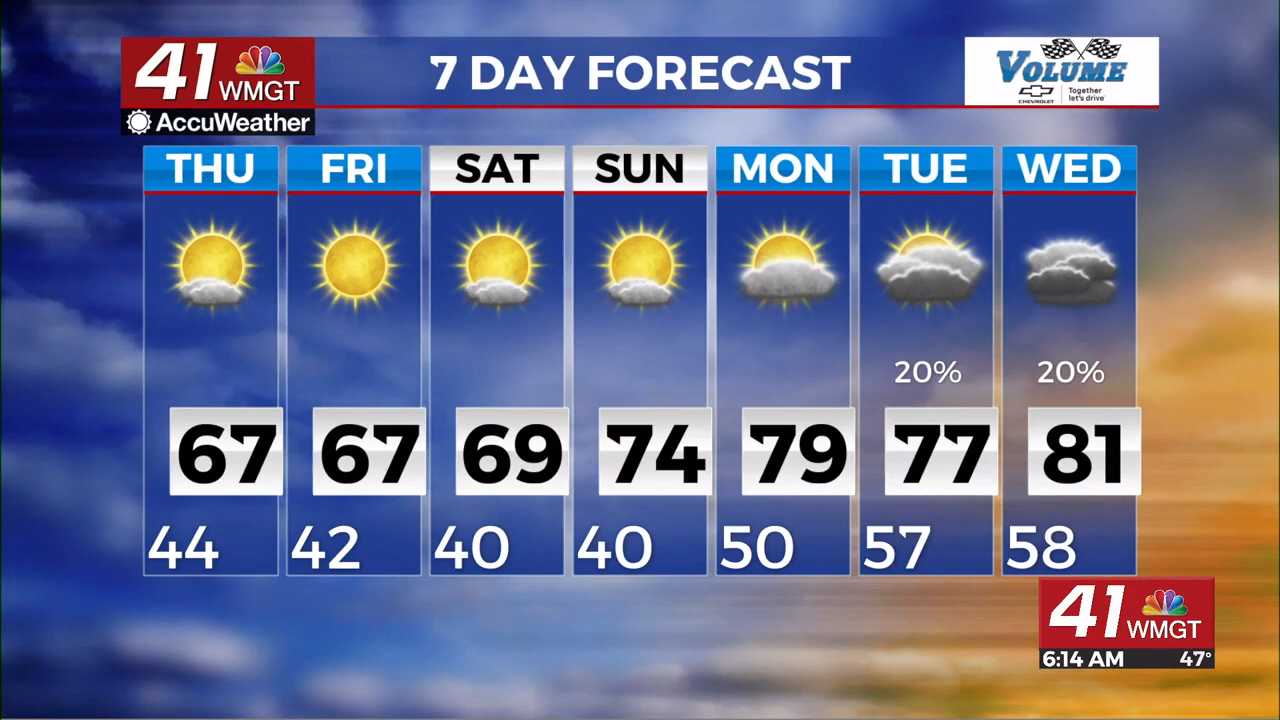 41 WMGT
AccuWeather
7 DAY FORECAST
VOLUME
CHEVROLET
Together
let's drive
THU FRI SAT SUN MON TUE WED
20% 20%
67 67 69 74 79 77 81
44 42 40 40 50 57 58
41 WMGT
6:14 AM 47°